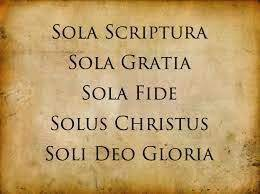 Sola Scriptura
Sola Gratia
Sola Fide
Solus Christus
Soli Deo Gloria